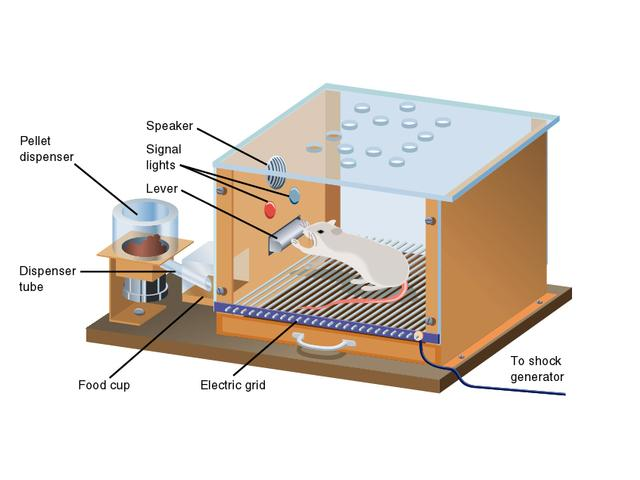 Speaker
Pellet
dispenser
Signal
lights
Lever
Dispenser
tube
Food cup
Electric grid
To shock
generator